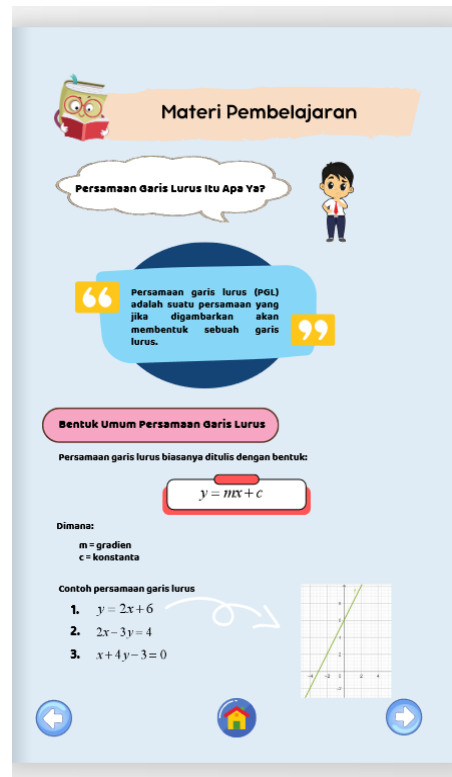 Materi Pembelajaran
Persamaan Garis Lurus Itu Apa Ya?
Persamaan garis lurus (PGL)
adalah suatu persamaan yang
jika digambarkan akan
membentuk sebuah garis
lurus.
Bentuk Umum Persamaan Garis Lurus
Persamaan garis lurus biasanya ditulis dengan bentuk:
y = mx + c
Dimana:
m = gradien
c = konstanta
Contoh persamaan garis lurus
1. y = 2x + 6
2. 2x − 3y = 4
3. x + 4y − 3 = 0